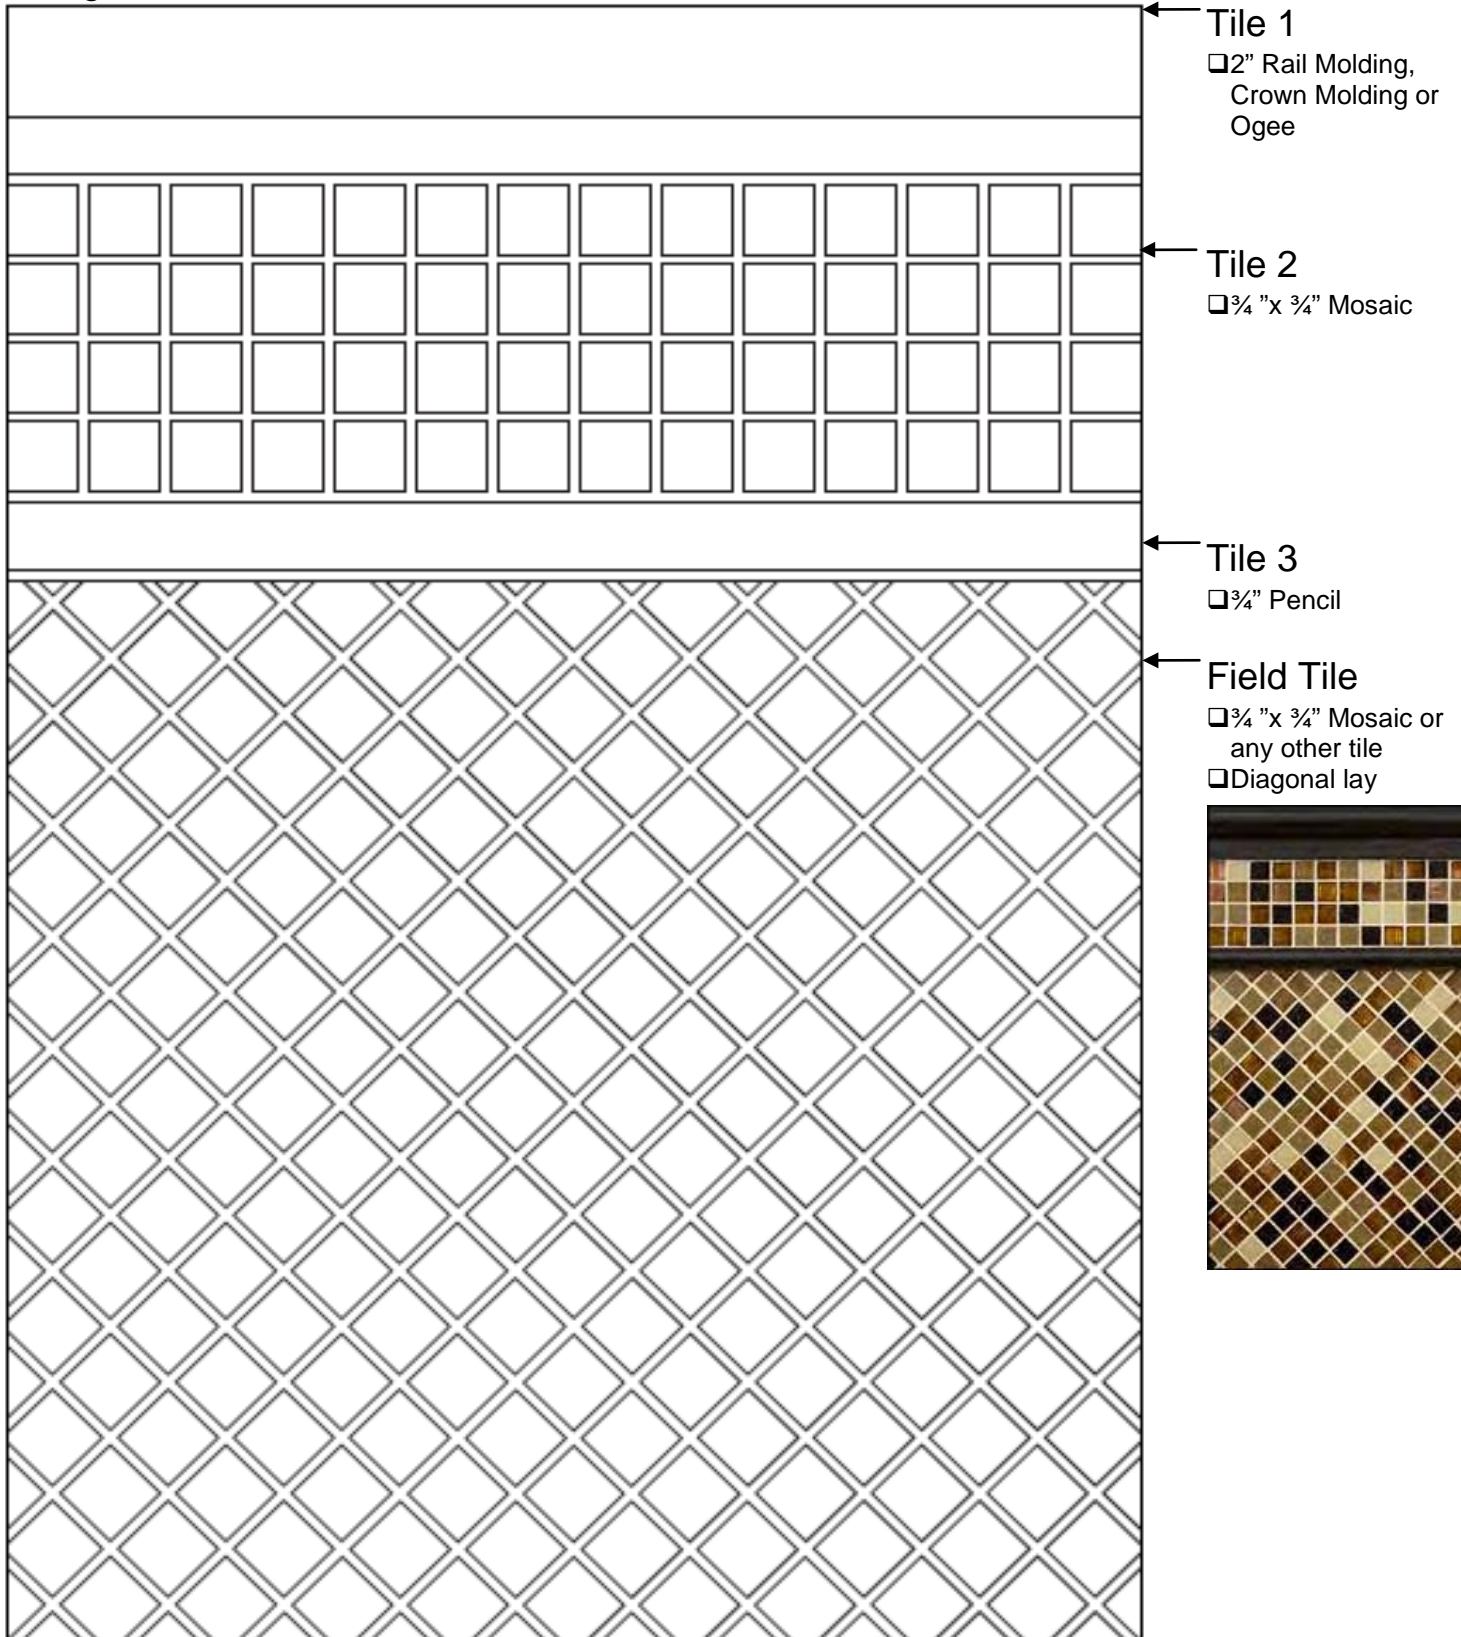 Tile 1
❑2” Rail Molding,
Crown Molding or
Ogee
Tile 2
❑¾ ”x ¾” Mosaic
Tile 3
❑¾” Pencil
Field Tile
❑¾ ”x ¾” Mosaic or
any other tile
❑Diagonal lay